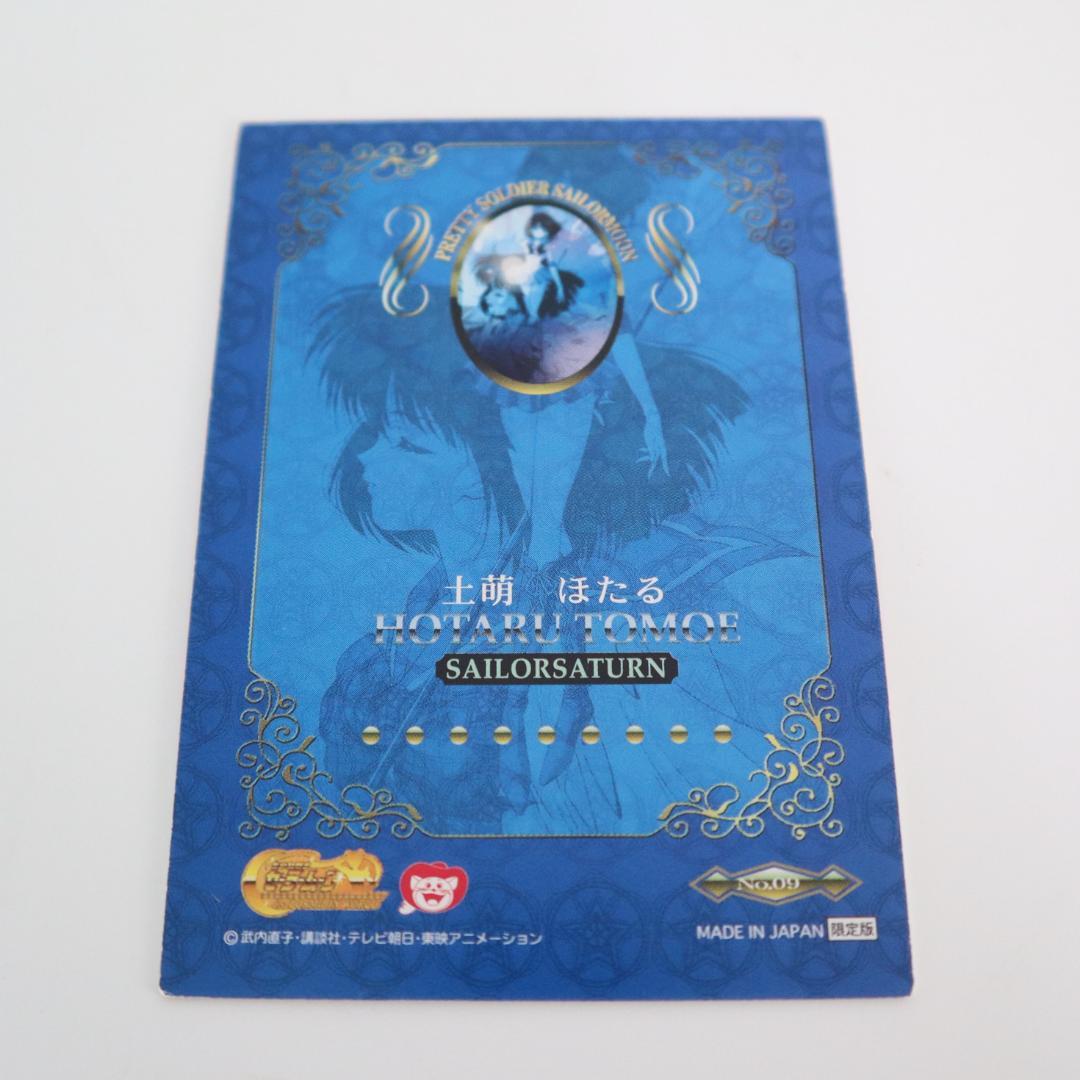 PRETTY SOLDIER SAILORMOON
土萌　ほたる
HOTARU TOMOE
SAILORSATURN
No.09
©武内直子・講談社・テレビ朝日・東映アニメーション
MADE IN JAPAN 限定版